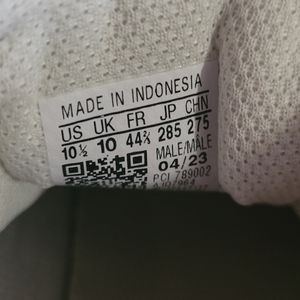 MADE IN INDONESIA
US UK FR JP CHN
10½ 10 44⅔ 285 275
MALE/MÂLE
04/23
PCI 789002